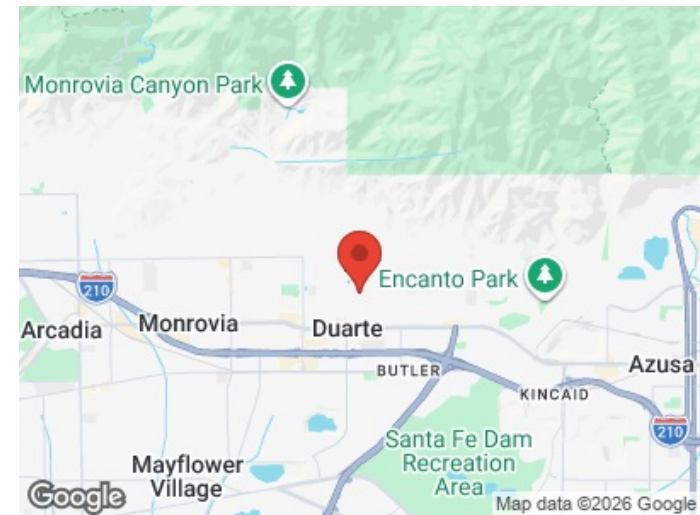 Monrovia Canyon Park
Encanto Park
210
Arcadia
Monrovia
Duarte
BUTLER
Azusa
KINCAID
210
Santa Fe Dam
Recreation
Area
Mayflower
Village
Google
Map data ©2026 Google